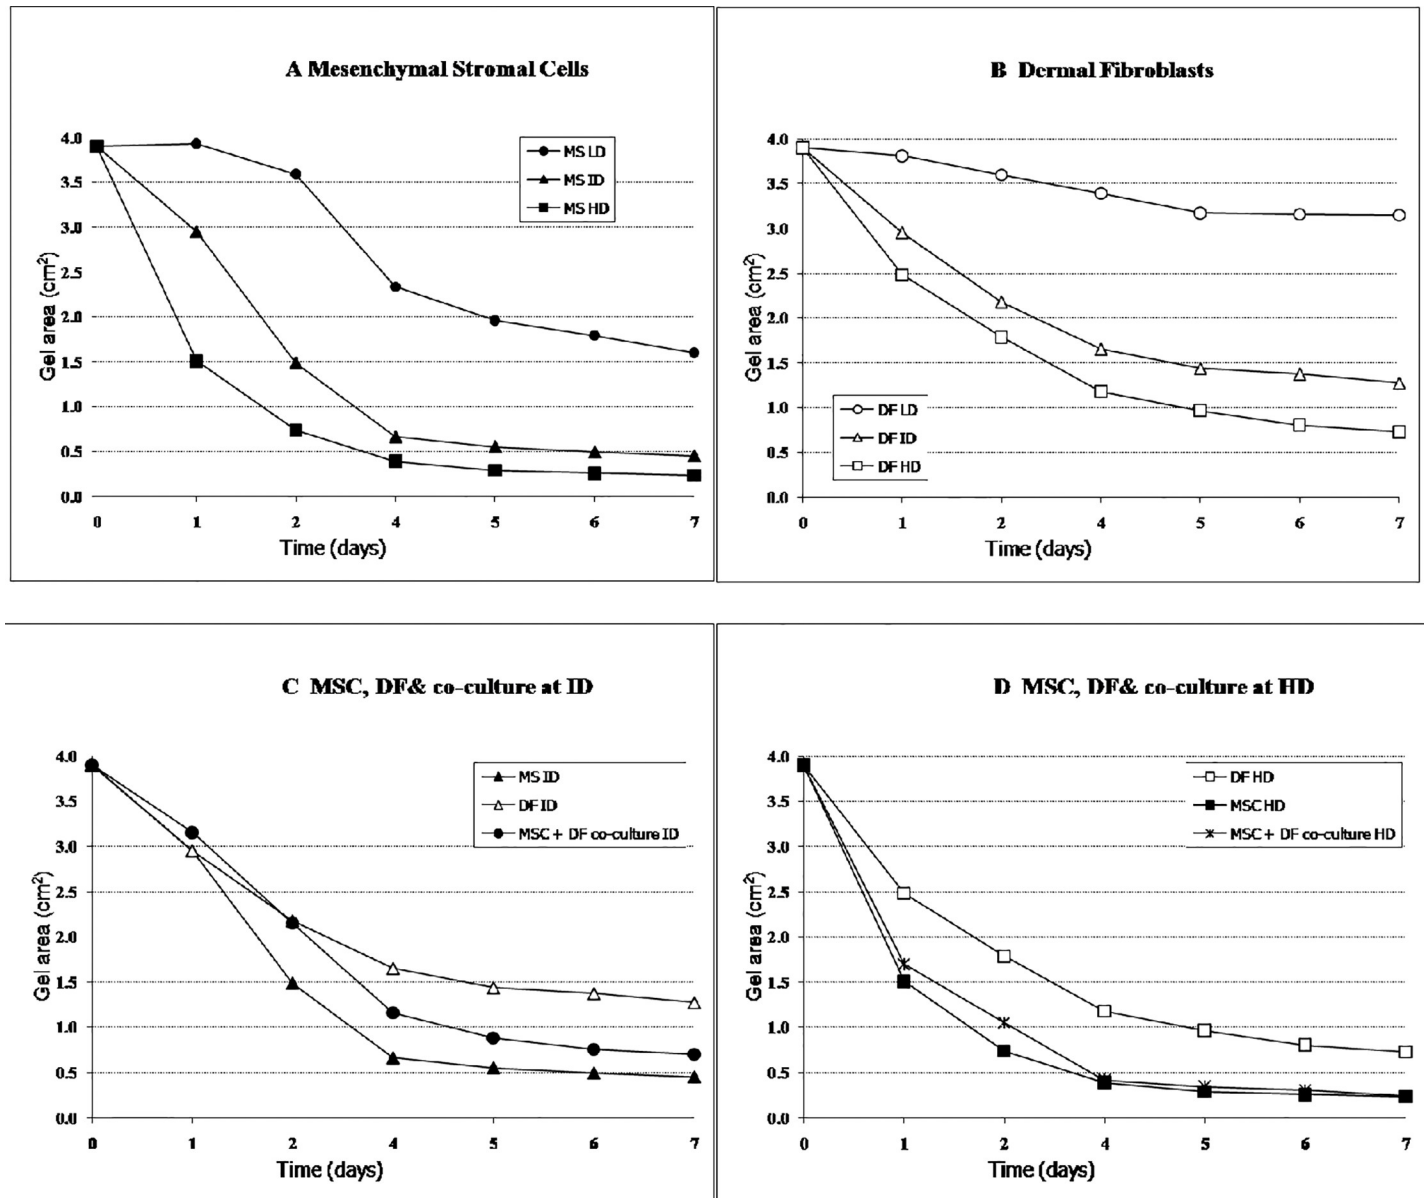 A Mesenchymal Stromal Cells
4.0
3.5
3.0
2.5
2.0
1.5
1.0
0.5
0.0
Gel area (cm²)
MS LD
MS ID
MS HD
0 1 2 4 5 6 7
Time (days)
B Dermal Fibroblasts
4.0
3.5
3.0
2.5
2.0
1.5
1.0
0.5
0.0
Gel area (cm²)
DF LD
DF ID
DF HD
0 1 2 4 5 6 7
Time (days)
C MSC, DF& co-culture at ID
4.0
3.5
3.0
2.5
2.0
1.5
1.0
0.5
0.0
Gel area (cm²)
MS ID
DF ID
MSC + DF co-culture ID
0 1 2 4 5 6 7
Time (days)
D MSC, DF& co-culture at HD
4.0
3.5
3.0
2.5
2.0
1.5
1.0
0.5
0.0
Gel area (cm²)
DF HD
MSC HD
MSC + DF co-culture HD
0 1 2 4 5 6 7
Time (days)